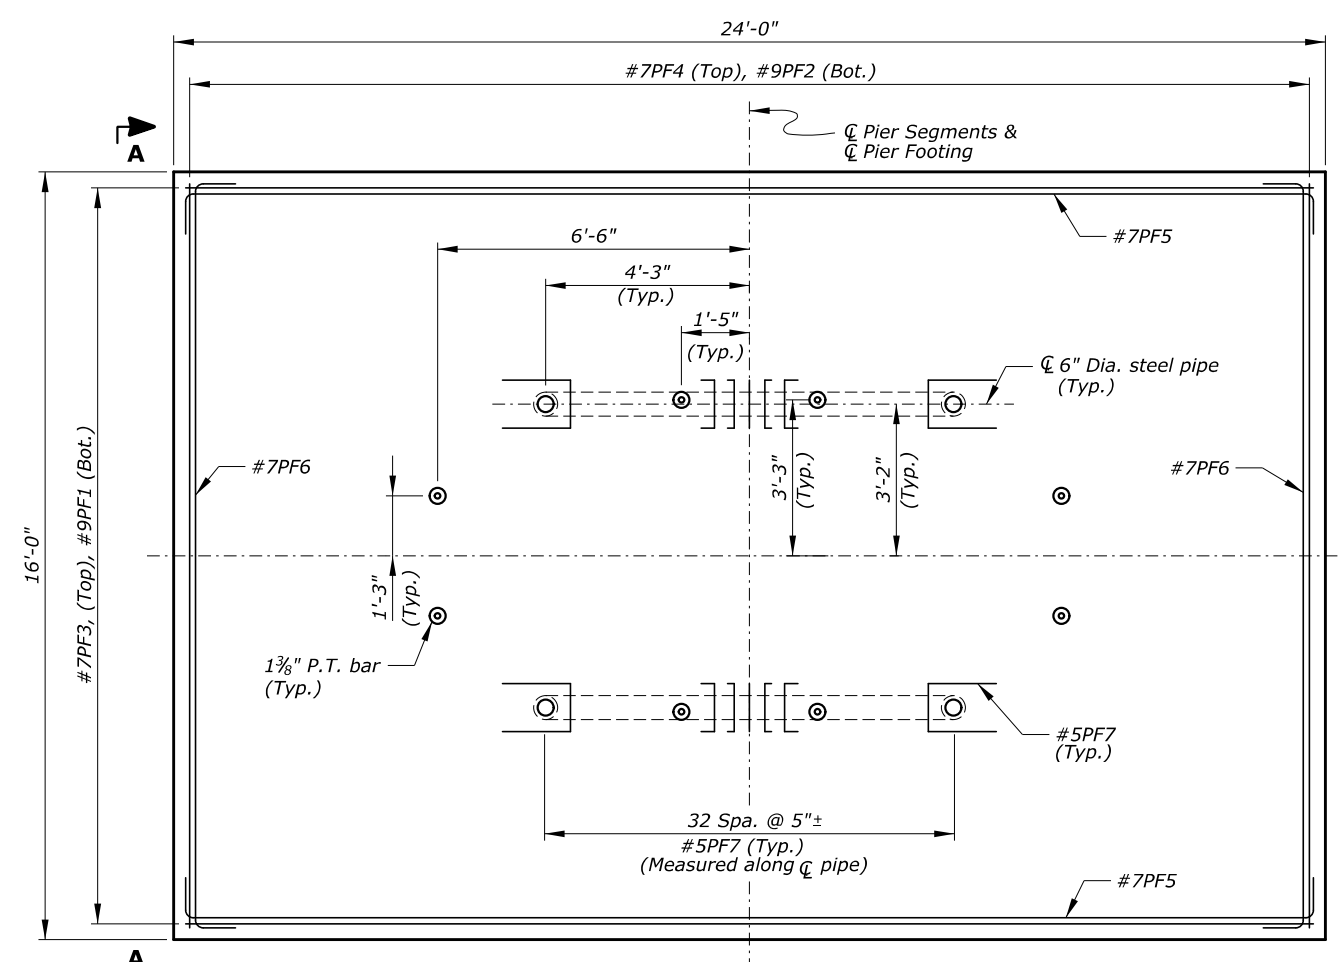 24'-0"
#7PF4 (Top), #9PF2 (Bot.)
A
℄ Pier Segments &
℄ Pier Footing
6'-6"
#7PF5
4'-3"
(Typ.)
1'-5"
(Typ.)
℄ 6" Dia. steel pipe
(Typ.)
#7PF6
3'-3"
(Typ.)
3'-2"
(Typ.)
#7PF6
16'-0"
#7PF3, (Top), #9PF1 (Bot.)
1'-3"
(Typ.)
1⅜" P.T. bar
(Typ.)
#5PF7
(Typ.)
32 Spa. @ 5"±
#5PF7 (Typ.)
(Measured along ℄ pipe)
#7PF5
A